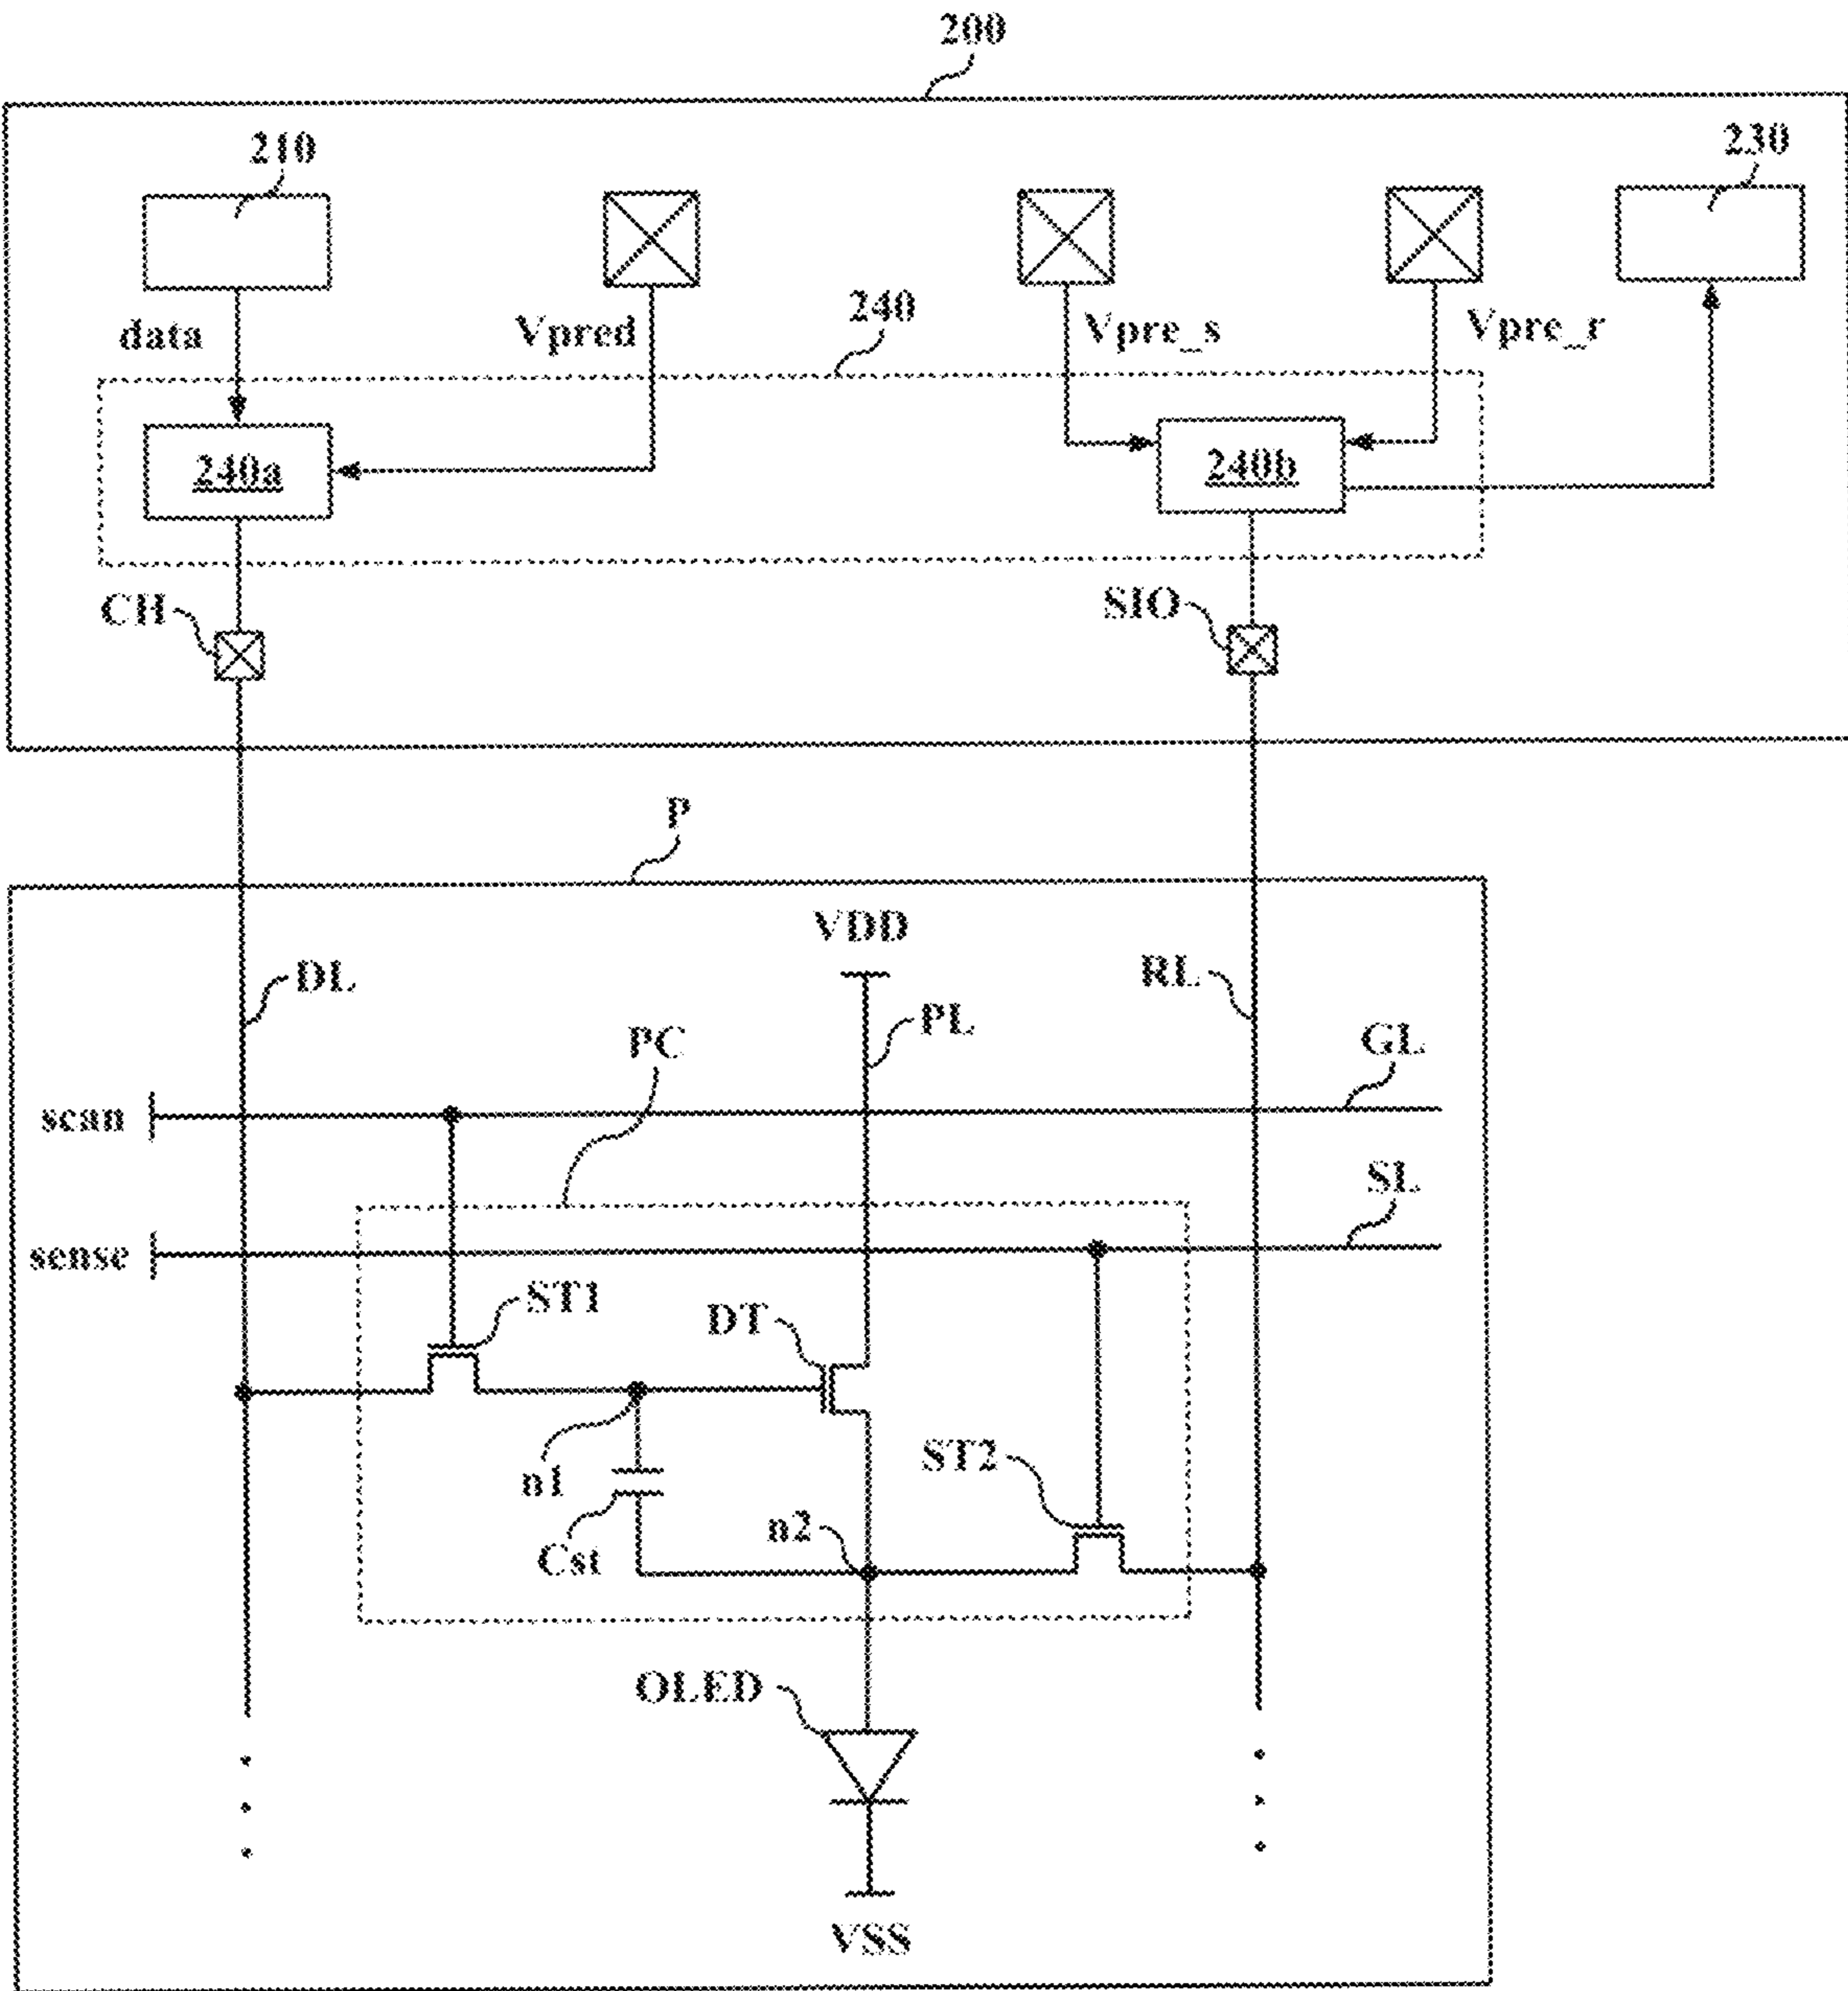 200
210
230
data
Vpred
240
Vpre_s
Vpre_r
240a
240b
CH
SIO
P
VDD
DL
RL
PL
PC
GL
scan
SL
sense
ST1
DT
ST2
n1
n2
Cst
OLED
VSS